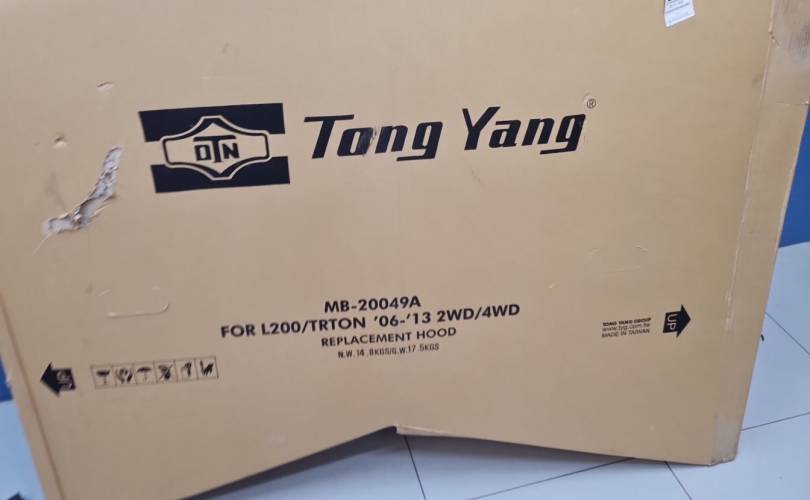 DTN
Tong Yang®
MB-20049A
FOR L200/TRTON '06-'13 2WD/4WD
REPLACEMENT HOOD
N.W.14.8KGS/G.W.17.5KGS
TONG YANG GROUP
www.tyg.com.tw
MADE IN TAIWAN
UP
UP